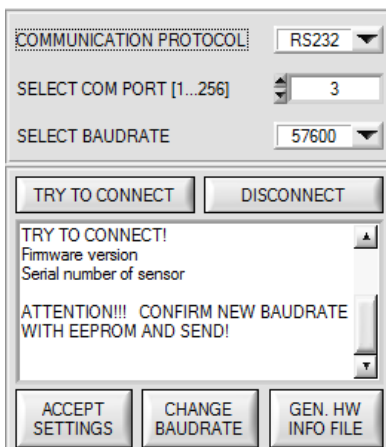 COMMUNICATION PROTOCOL RS232
SELECT COM PORT [1...256] 3
SELECT BAUDRATE 57600
TRY TO CONNECT DISCONNECT
TRY TO CONNECT!
Firmware version
Serial number of sensor
ATTENTION!!! CONFIRM NEW BAUDRATE
WITH EEPROM AND SEND!
ACCEPT SETTINGS CHANGE BAUDRATE GEN. HW INFO FILE